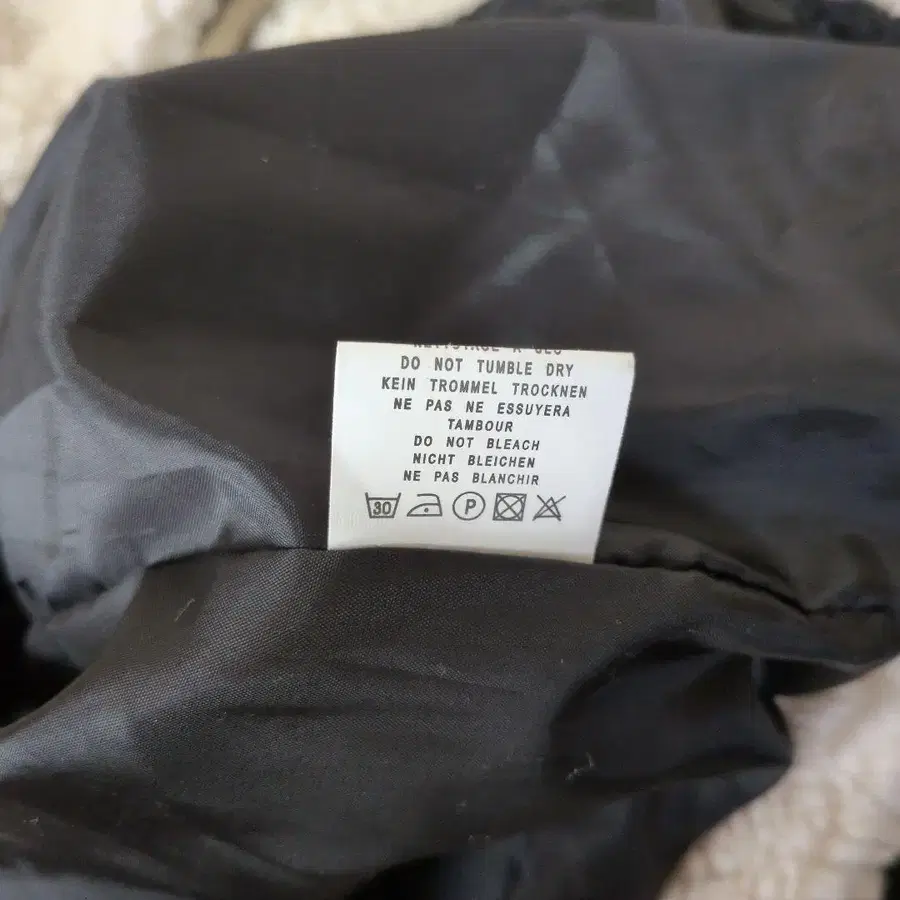 DO NOT TUMBLE DRY
KEIN TROMMEL TROCKNEN
NE PAS NE ESSUYERA
TAMBOUR
DO NOT BLEACH
NICHT BLEICHEN
NE PAS BLANCHIR
30 P